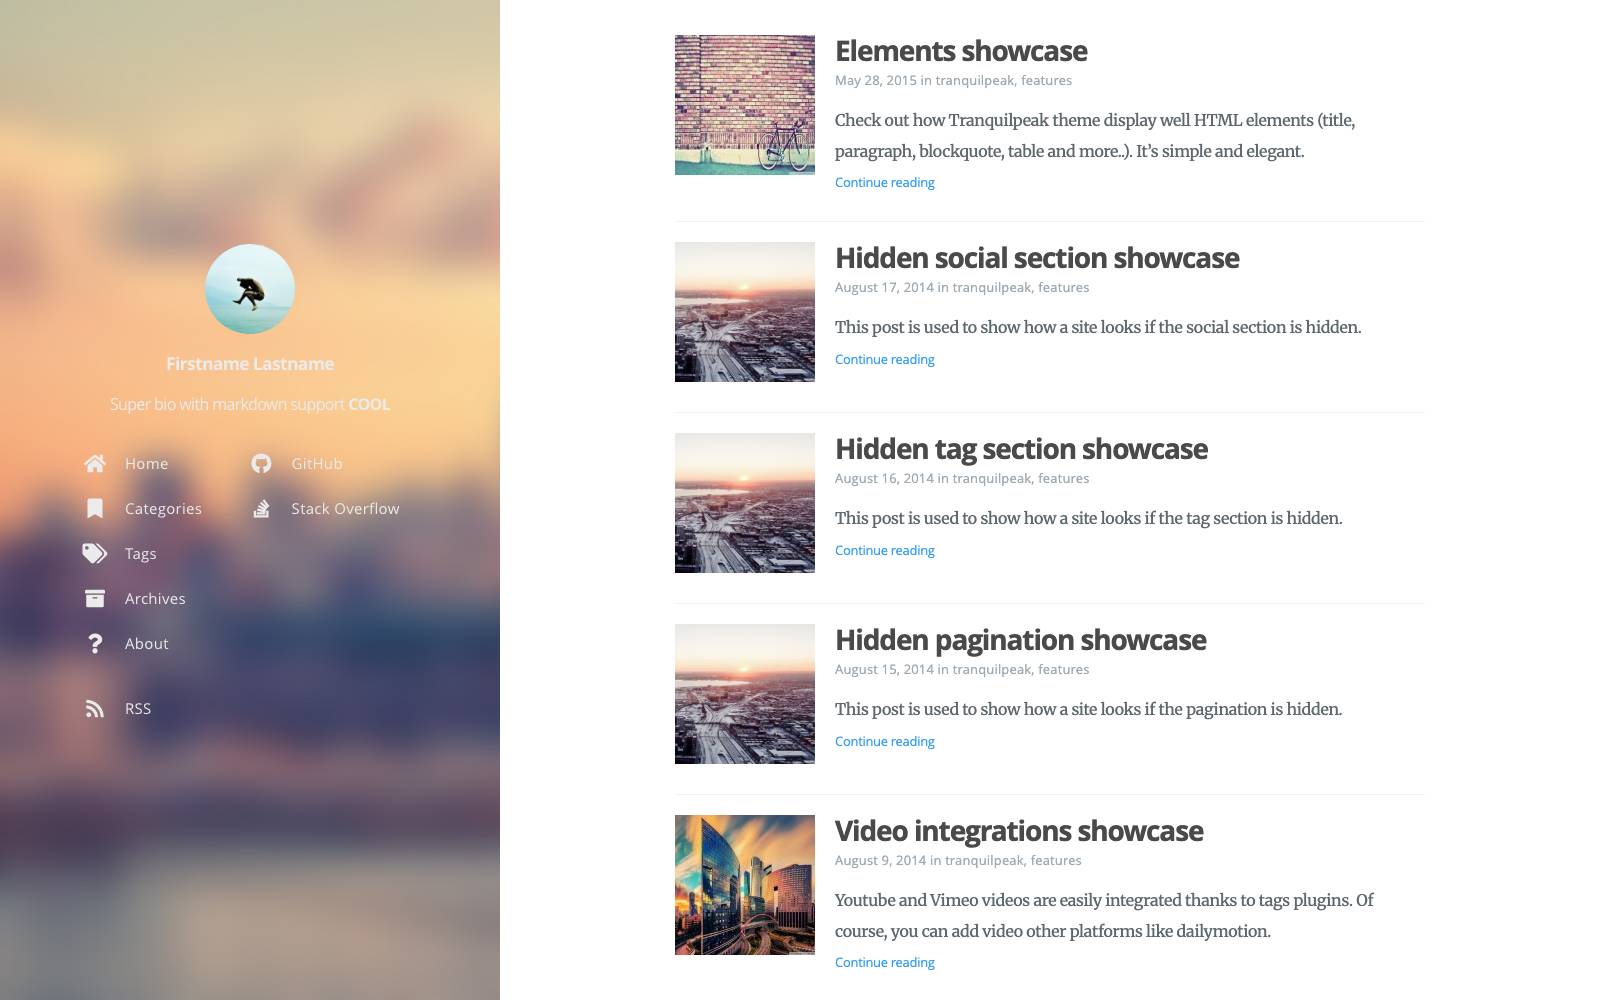 Firstname Lastname
Super bio with markdown support COOL
Home
Categories
Tags
Archives
About
RSS
GitHub
Stack Overflow
Elements showcase
May 28, 2015 in tranquilpeak, features
Check out how Tranquilpeak theme display well HTML elements (title,
paragraph, blockquote, table and more..). It’s simple and elegant.
Continue reading
Hidden social section showcase
August 17, 2014 in tranquilpeak, features
This post is used to show how a site looks if the social section is hidden.
Continue reading
Hidden tag section showcase
August 16, 2014 in tranquilpeak, features
This post is used to show how a site looks if the tag section is hidden.
Continue reading
Hidden pagination showcase
August 15, 2014 in tranquilpeak, features
This post is used to show how a site looks if the pagination is hidden.
Continue reading
Video integrations showcase
August 9, 2014 in tranquilpeak, features
Youtube and Vimeo videos are easily integrated thanks to tags plugins. Of
course, you can add video other platforms like dailymotion.
Continue reading